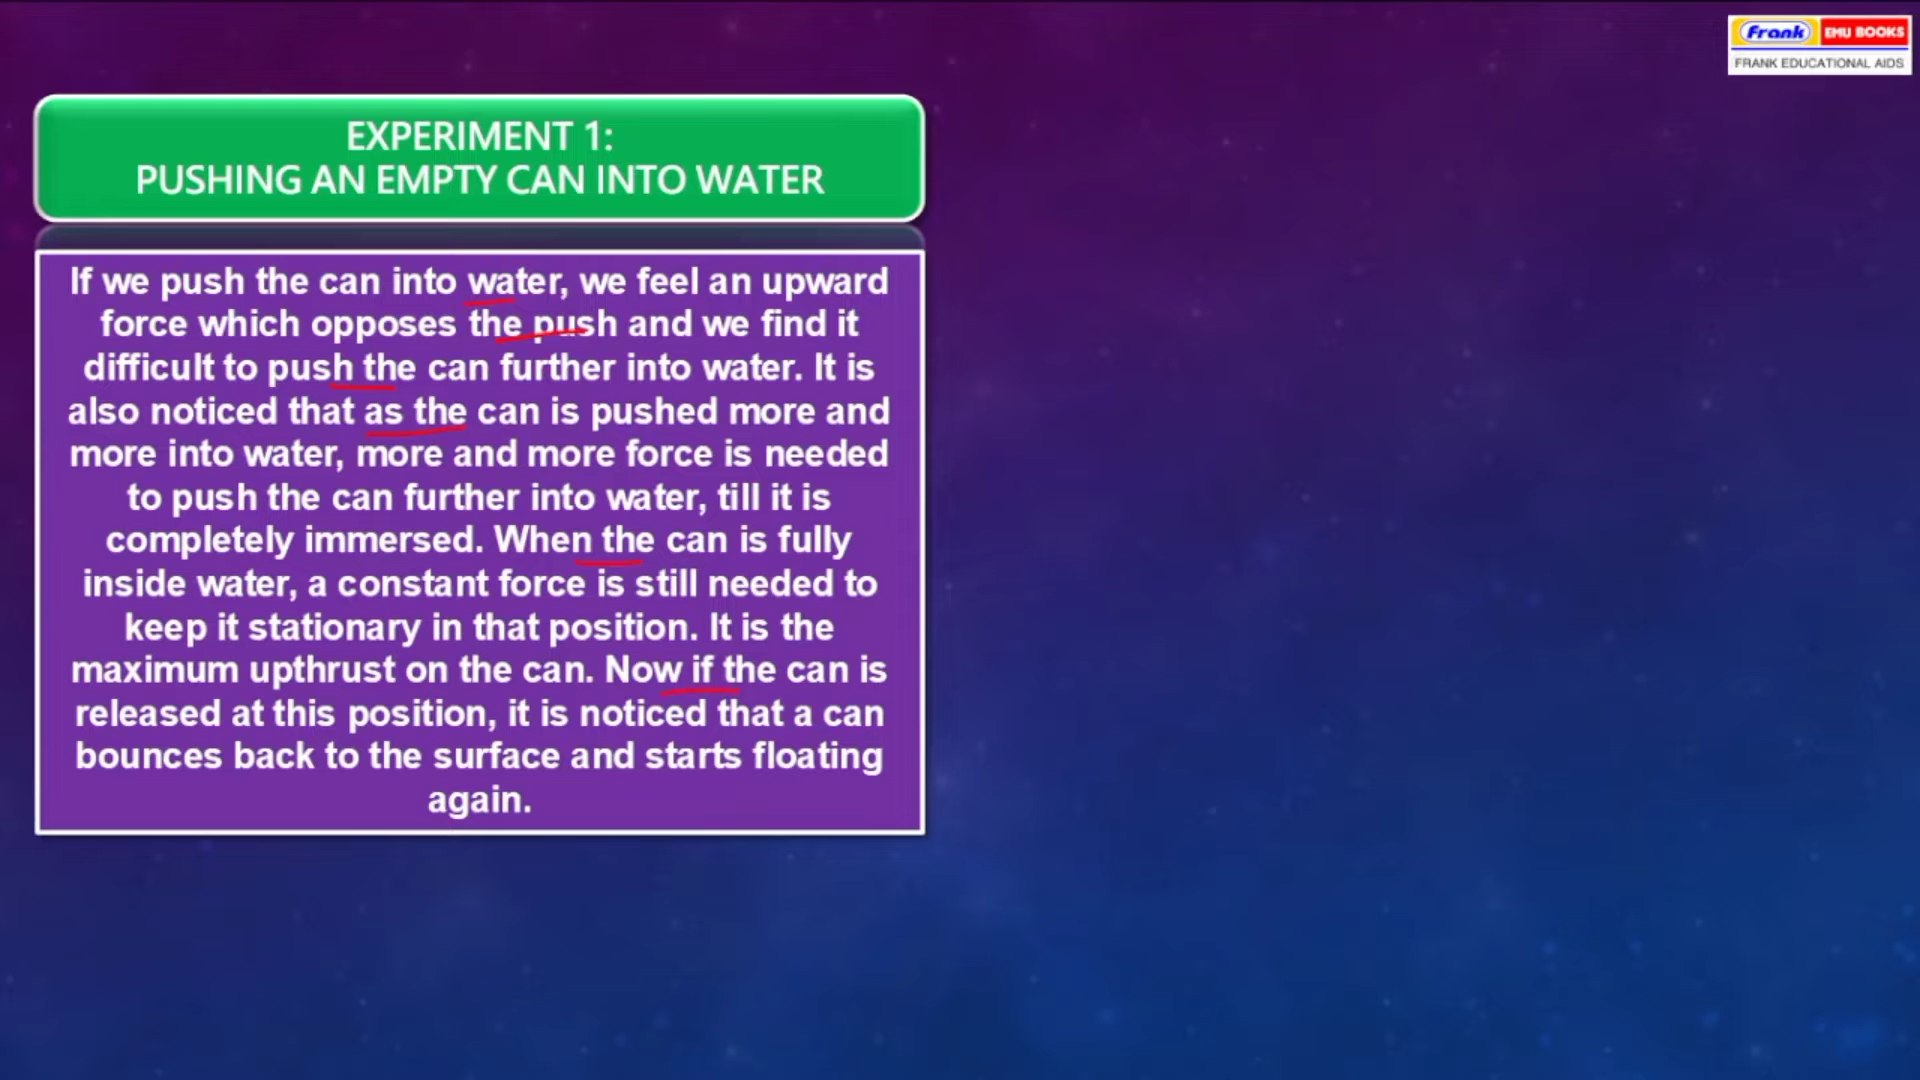 Frank EMU BOOKS
FRANK EDUCATIONAL AIDS
EXPERIMENT 1:
PUSHING AN EMPTY CAN INTO WATER
If we push the can into water, we feel an upward
force which opposes the push and we find it
difficult to push the can further into water. It is
also noticed that as the can is pushed more and
more into water, more and more force is needed
to push the can further into water, till it is
completely immersed. When the can is fully
inside water, a constant force is still needed to
keep it stationary in that position. It is the
maximum upthrust on the can. Now if the can is
released at this position, it is noticed that a can
bounces back to the surface and starts floating
again.